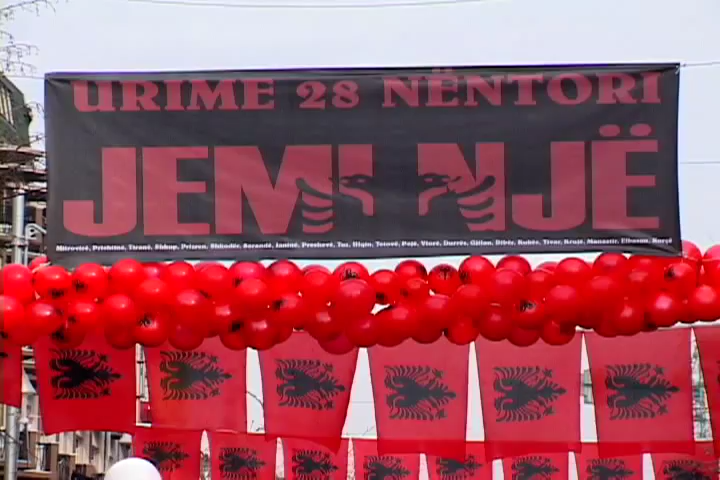 URIME 28 NËNTORI
JEMI NJË
Mitrovicë, Prishtinë, Tiranë, Shkup, Prizren, Shkodër, Sarandë, Janinë, Preshevë, Tuz, Ulqin, Tetovë, Pejë, Vlorë, Durrës, Gjilan, Dibër, Kukës, Tivar, Krujë, Manastir, Elbasan, Korçë